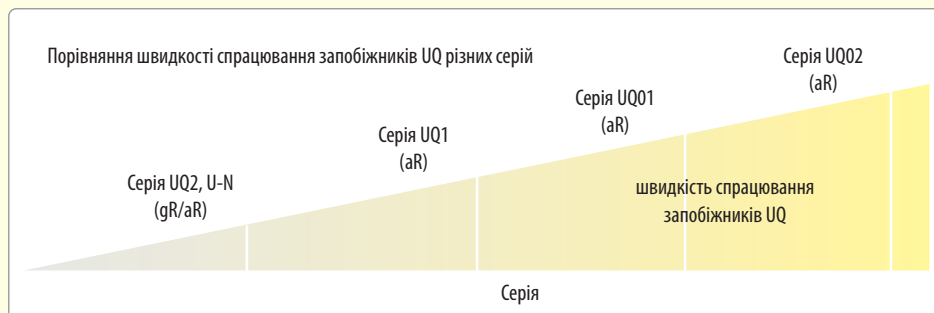 Порівняння швидкості спрацювання запобіжників UQ різних серій
Серія UQ02
(aR)
Серія UQ01
(aR)
Серія UQ1
(aR)
Серія UQ2, U-N
(gR/aR)
швидкість спрацювання
запобіжників UQ
Серія